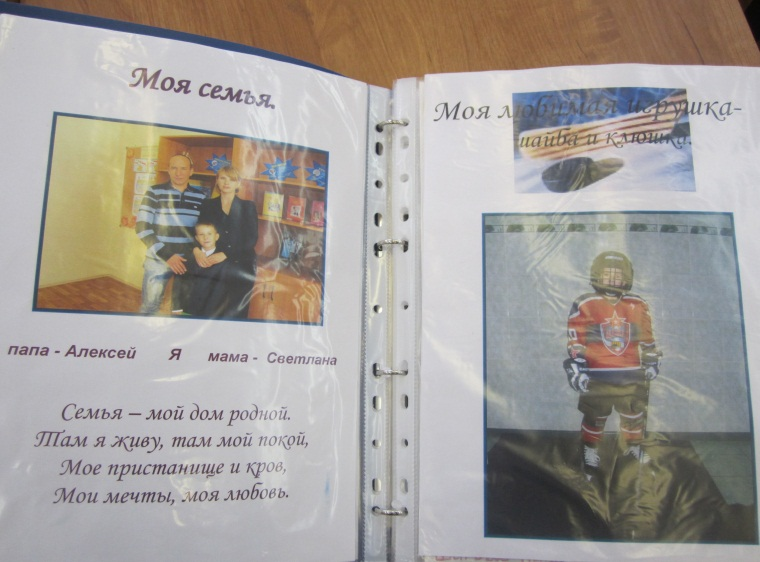 Моя семья.
папа - Алексей Я мама - Светлана
Семья – мой дом родной.
Там я живу, там мой покой,
Мое пристанище и кров,
Мои мечты, моя любовь.
Моя любимая игрушка-
шайба и клюшка.